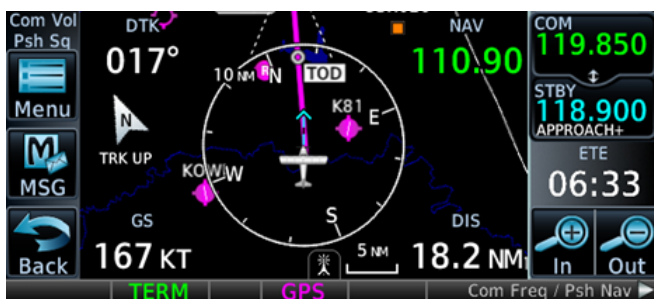 Com Vol
Psh Sq
Menu
MSG
Back
DTK
017°
N
TRK UP
GS
167 KT
10 NM
N
R
TOD
K81
E
KOWI
W
S
5 NM
NAV
110.90
DIS
18.2 NM
COM
119.850
STBY
118.900
APPROACH+
ETE
06:33
In
Out
TERM
GPS
Com Freq / Psh Nav